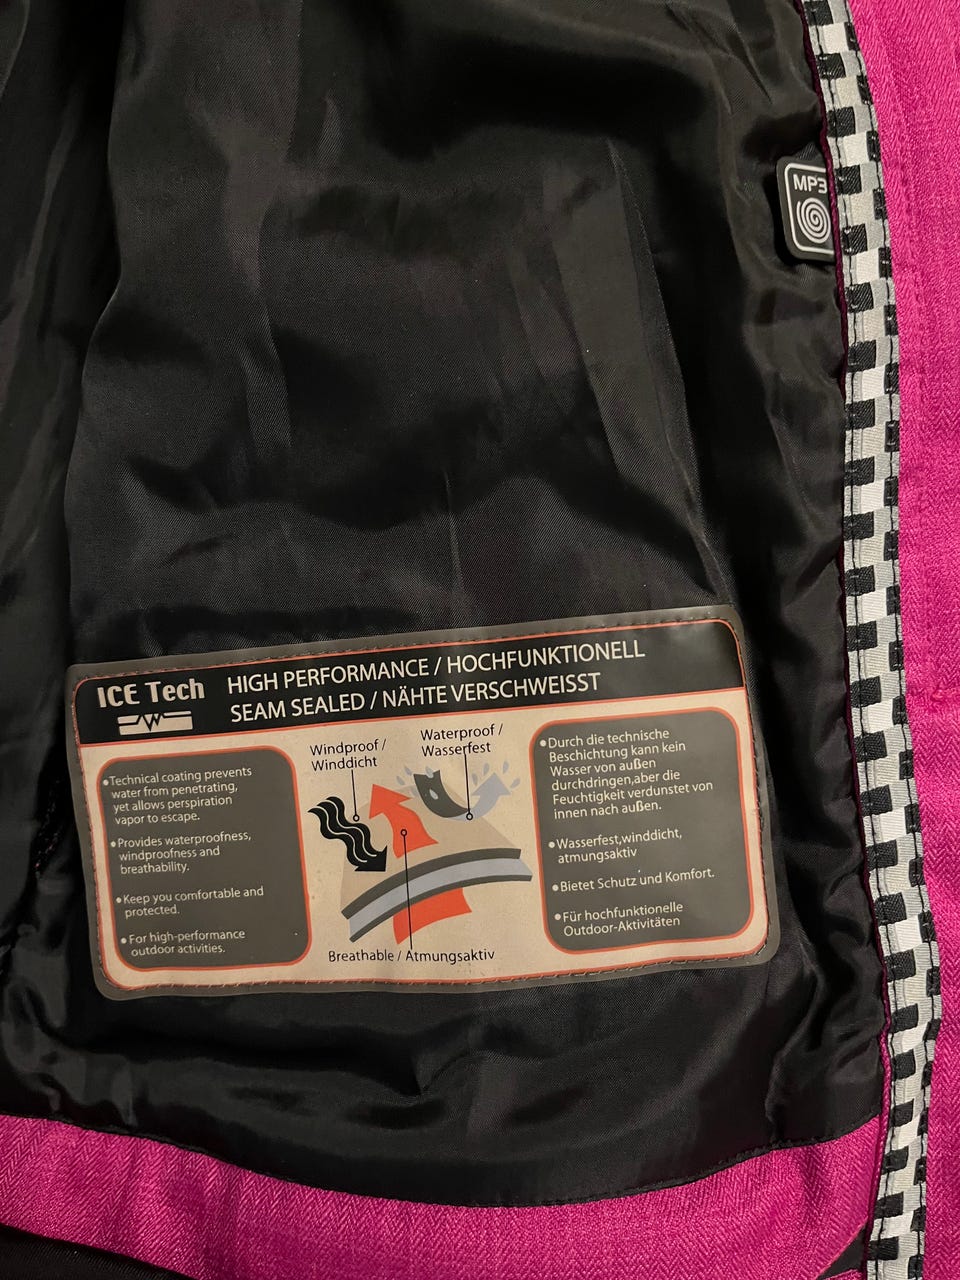 MP3
ICE Tech
HIGH PERFORMANCE / HOCHFUNKTIONELL
SEAM SEALED / NÄHTE VERSCHWEISST
•Technical coating prevents
water from penetrating,
yet allows perspiration
vapor to escape.
•Provides waterproofness,
windproofness and
breathability.
•Keep you comfortable and
protected.
•For high-performance
outdoor activities.
Windproof /
Winddicht
Waterproof /
Wasserfest
Breathable / Atmungsaktiv
•Durch die technische
Beschichtung kann kein
Wasser von außen
durchdringen,aber die
Feuchtigkeit verdunstet von
innen nach außen.
•Wasserfest,winddicht,
atmungsaktiv
•Bietet Schutz und Komfort.
•Für hochfunktionelle
Outdoor-Aktivitäten